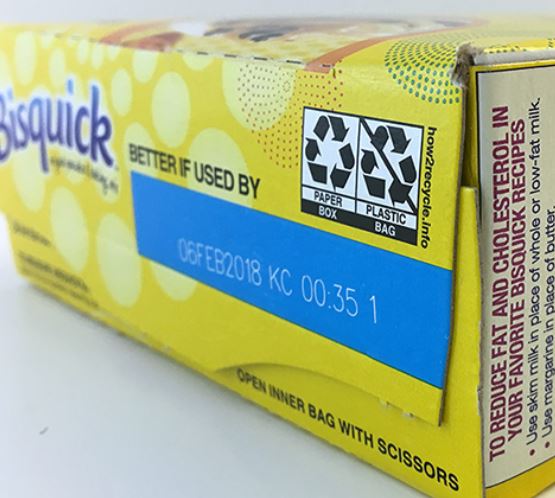 Bisquick
BETTER IF USED BY
06FEB2018 KC 00:35 1
PAPER
BOX
PLASTIC
BAG
how2recycle.info
OPEN INNER BAG WITH SCISSORS
TO REDUCE FAT AND CHOLESTEROL IN
YOUR FAVORITE BISQUICK RECIPES
• Use skim milk in place of whole or low-fat milk.
• Use margarine in place of butter.